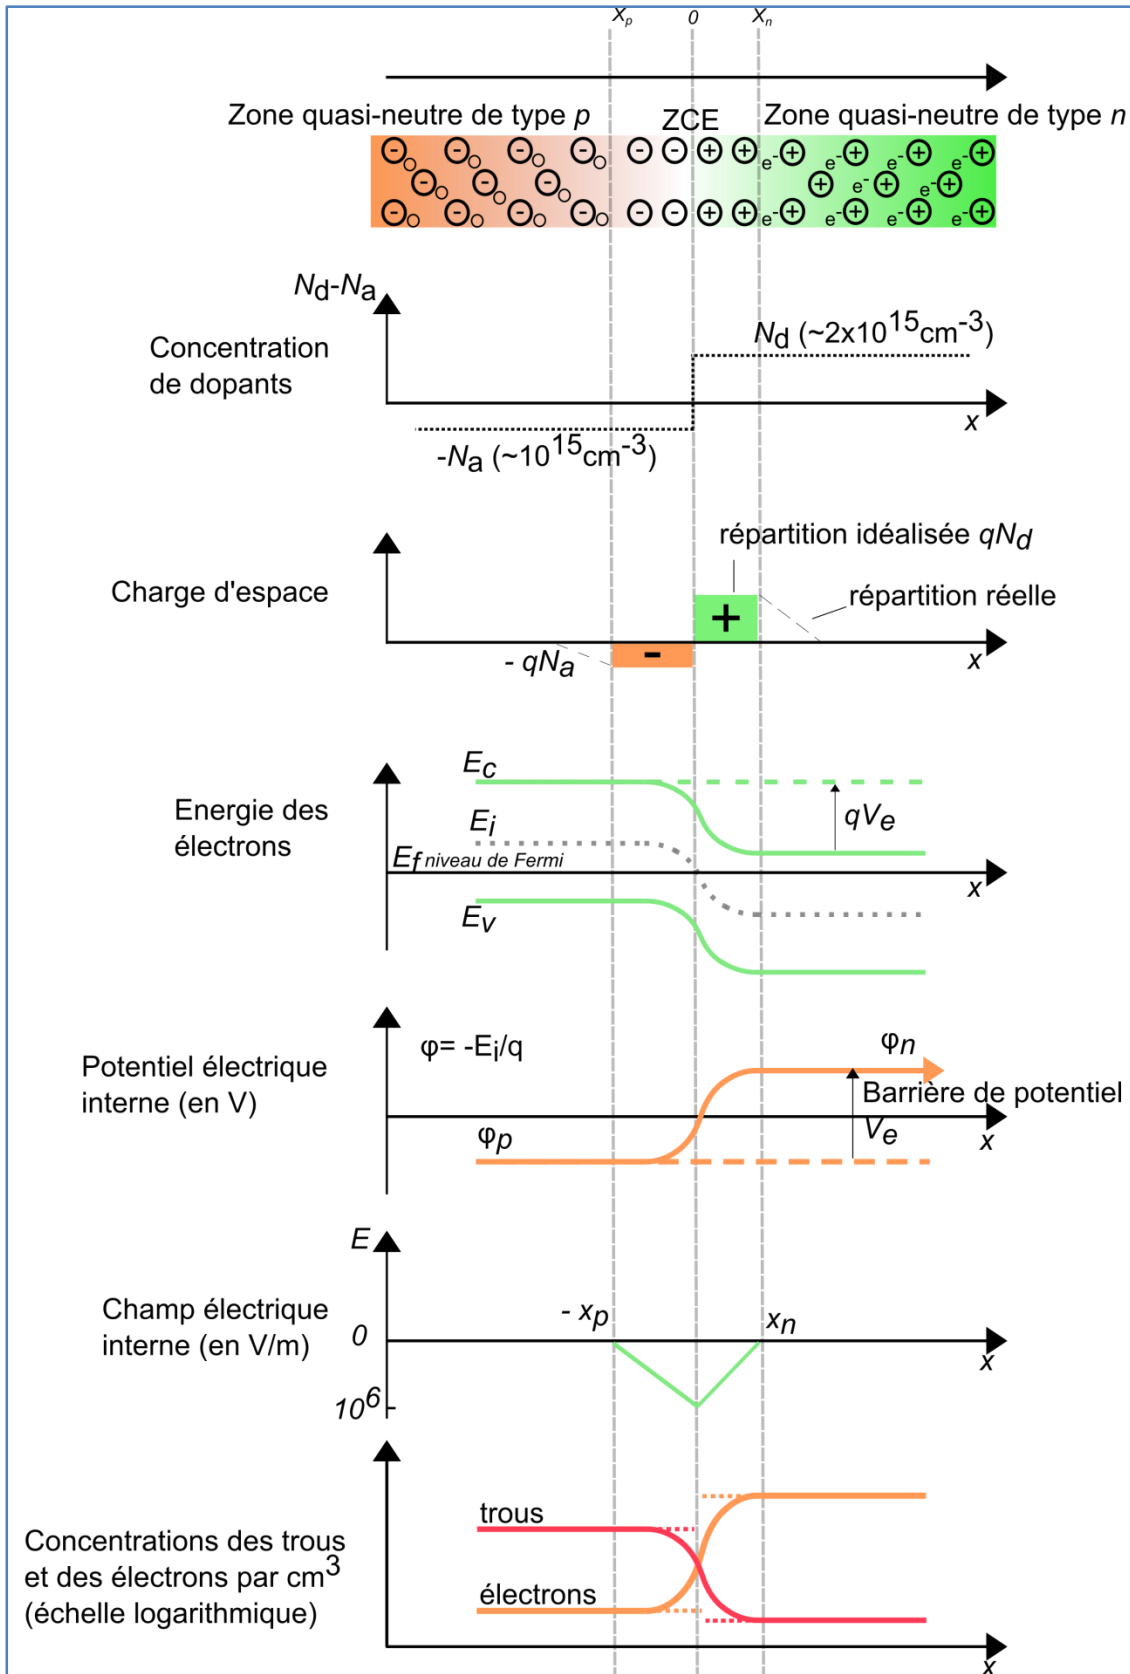 Xp 0 Xn
Zone quasi-neutre de type p ZCE Zone quasi-neutre de type n
- - - - - - + + e- + e- + e- + e- +
- - - + e- + e- +
- - - - - - + + e- + e- + e- + e- +
Nd-Na
Concentration
de dopants
Nd (~2x10^15cm^-3)
x
-Na (~10^15cm^-3)
répartition idéalisée qNd
Charge d'espace
répartition réelle
+
-
- qNa
x
Ec
Energie des
électrons
qVe
Ei
Ef niveau de Fermi
x
Ev
φ= -Ei/q
φn
Potentiel électrique
interne (en V)
Barrière de potentiel
Ve
φp
x
E
Champ électrique
interne (en V/m)
- xp
xn
0
x
10^6
trous
Concentrations des trous
et des électrons par cm^3
(échelle logarithmique)
électrons
x